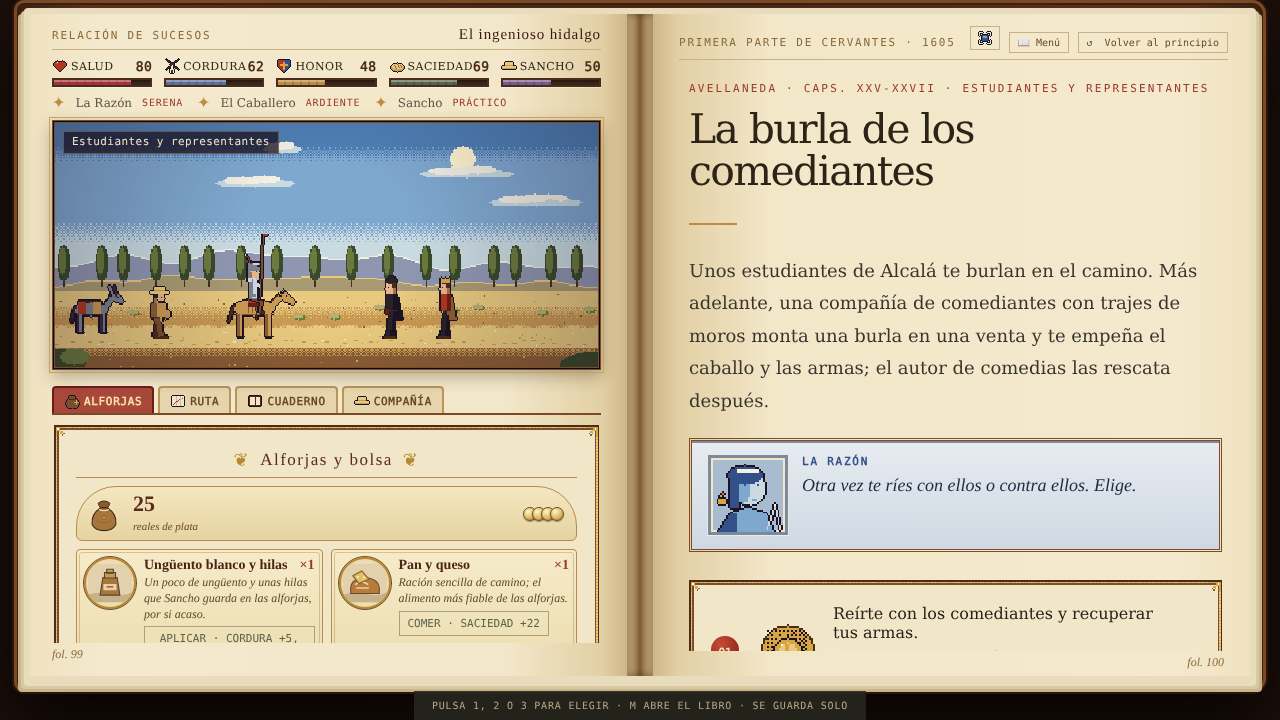 RELACIÓN DE SUCESOS
El ingenioso hidalgo
SALUD 80
CORDURA 62
HONOR 48
SACIEDAD 69
SANCHO 50
La Razón SERENA
El Caballero ARDIENTE
Sancho PRÁCTICO
Estudiantes y representantes
ALFORJAS
RUTA
CUADERNO
COMPAÑÍA
Alforjas y bolsa
25
reales de plata
Ungüento blanco y hilas ×1
Un poco de ungüento y unas hilas
que Sancho guarda en las alforjas,
por si acaso.
APLICAR · CORDURA +5,
Pan y queso ×1
Ración sencilla de camino; el
alimento más fiable de las alforjas.
COMER · SACIEDAD +22
fol. 99
PRIMERA PARTE DE CERVANTES · 1605
Menú
↺ Volver al principio
AVELLANEDA · CAPS. XXV-XXVII · ESTUDIANTES Y REPRESENTANTES
La burla de los
comediantes
Unos estudiantes de Alcalá te burlan en el camino. Más
adelante, una compañía de comediantes con trajes de
moros monta una burla en una venta y te empeña el
caballo y las armas; el autor de comedias las rescata
después.
LA RAZÓN
Otra vez te ríes con ellos o contra ellos. Elige.
Reírte con los comediantes y recuperar
tus armas.
fol. 100
PULSA 1, 2 O 3 PARA ELEGIR · M ABRE EL LIBRO · SE GUARDA SOLO